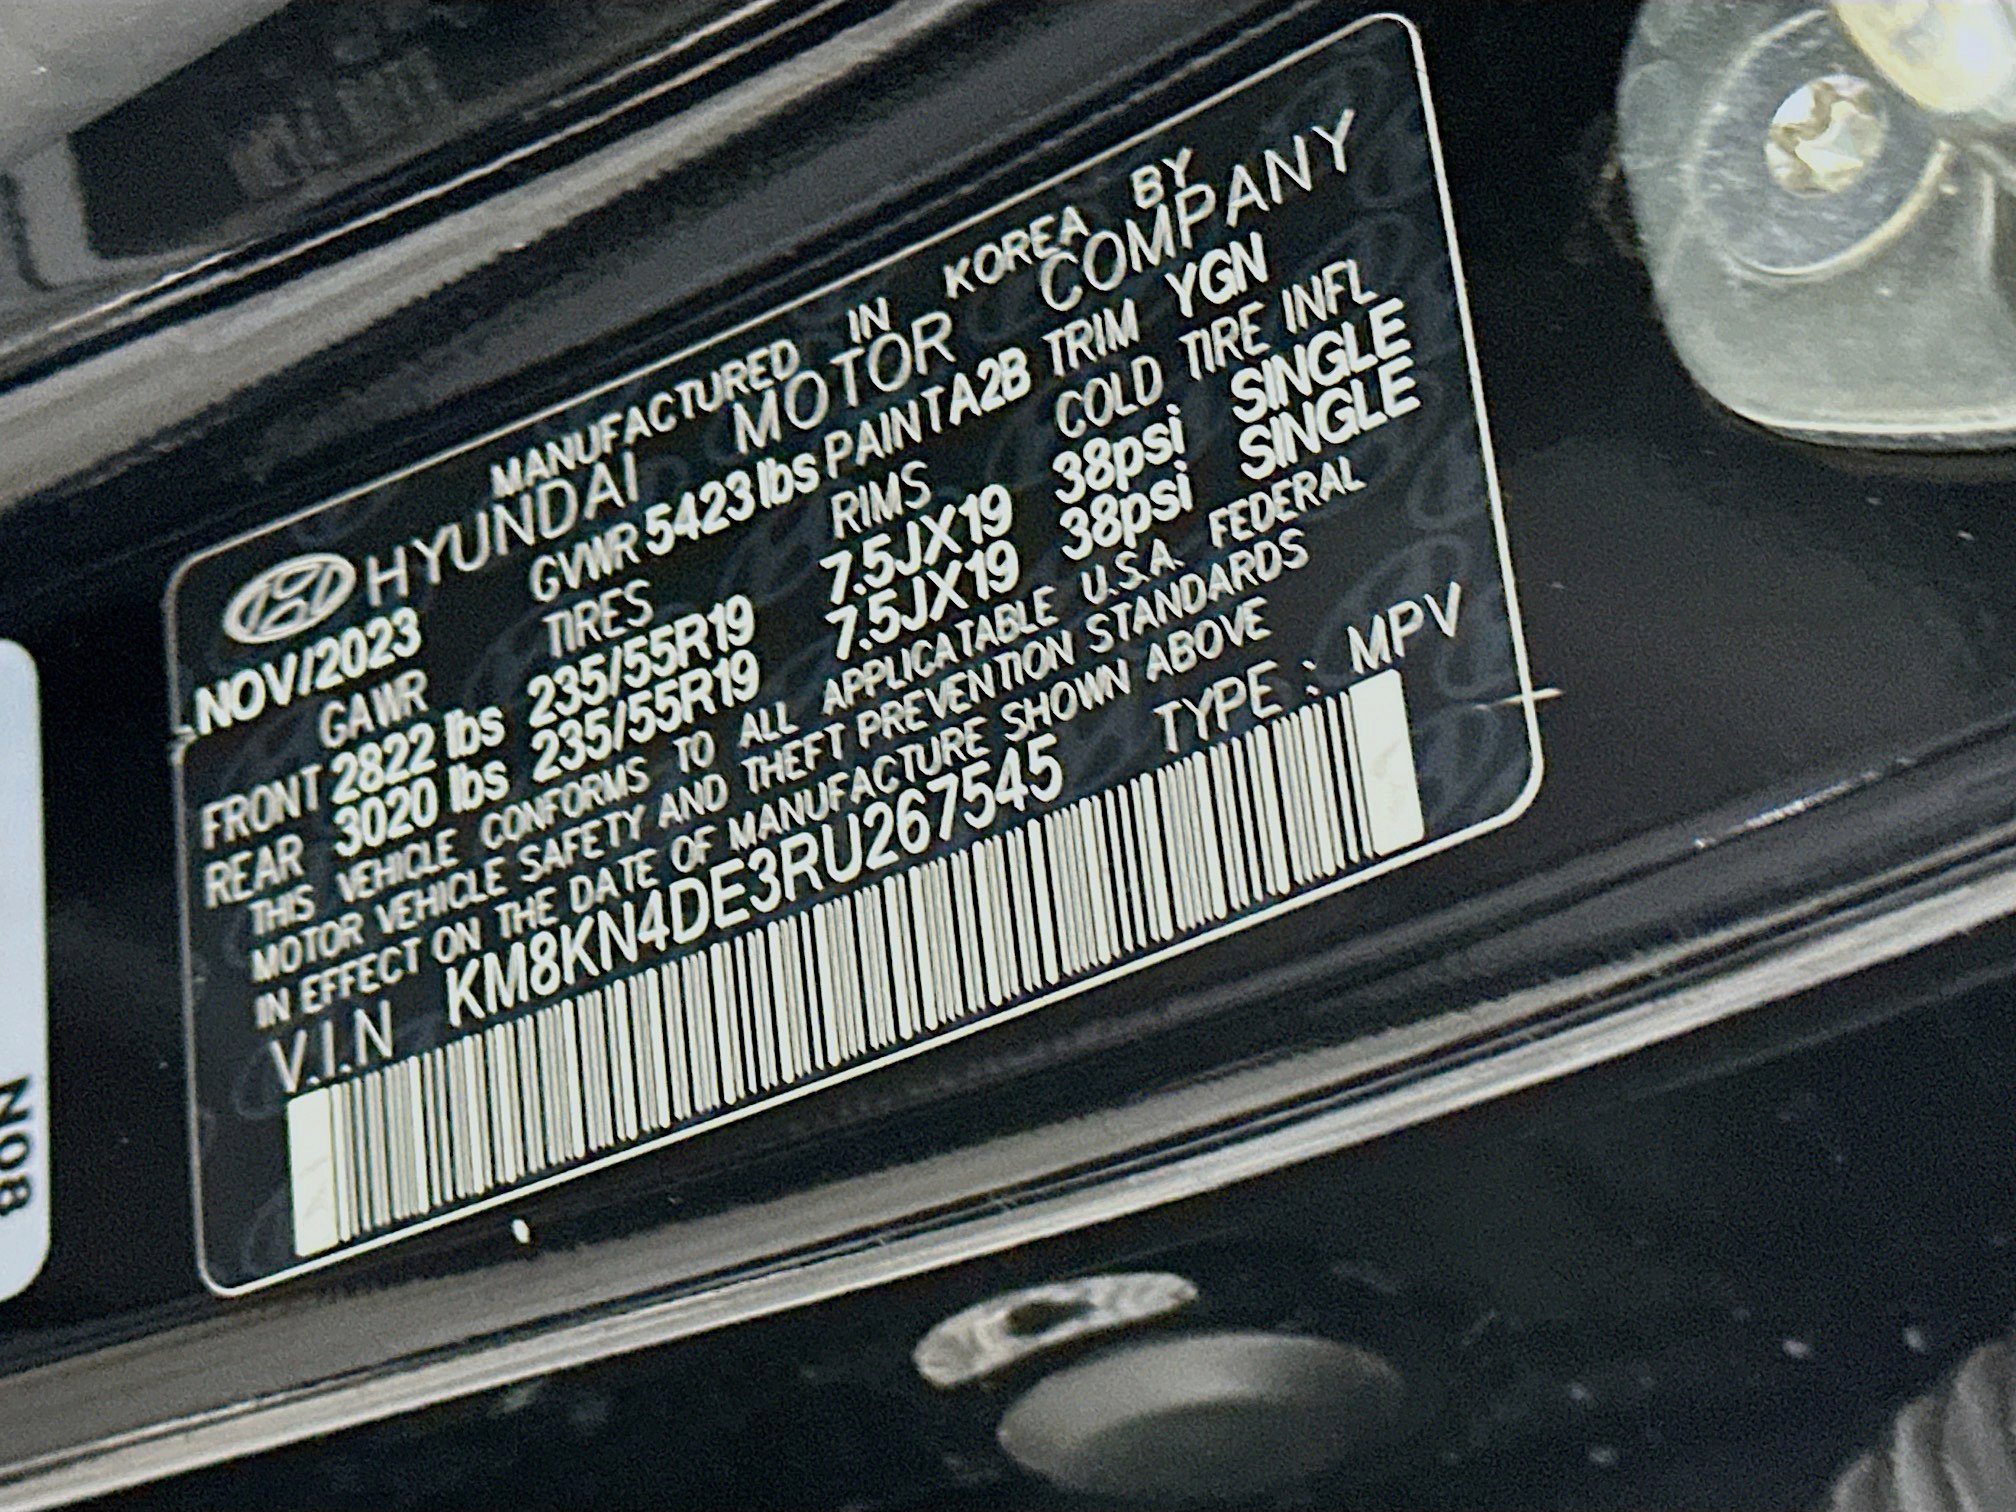 MANUFACTURED IN KOREA BY
HYUNDAI MOTOR COMPANY
NOV/2023 GVWR 5423 lbs PAINT A2B TRIM YGN
GAWR TIRES RIMS COLD TIRE INFL
FRONT 2822 lbs 235/55R19 7.5JX19 38psi SINGLE
REAR 3020 lbs 235/55R19 7.5JX19 38psi SINGLE
THIS VEHICLE CONFORMS TO ALL APPLICATABLE U.S.A. FEDERAL
MOTOR VEHICLE SAFETY AND THEFT PREVENTION STANDARDS
IN EFFECT ON THE DATE OF MANUFACTURE SHOWN ABOVE
V.I.N KM8KN4DE3RU267545 TYPE : MPV
N08